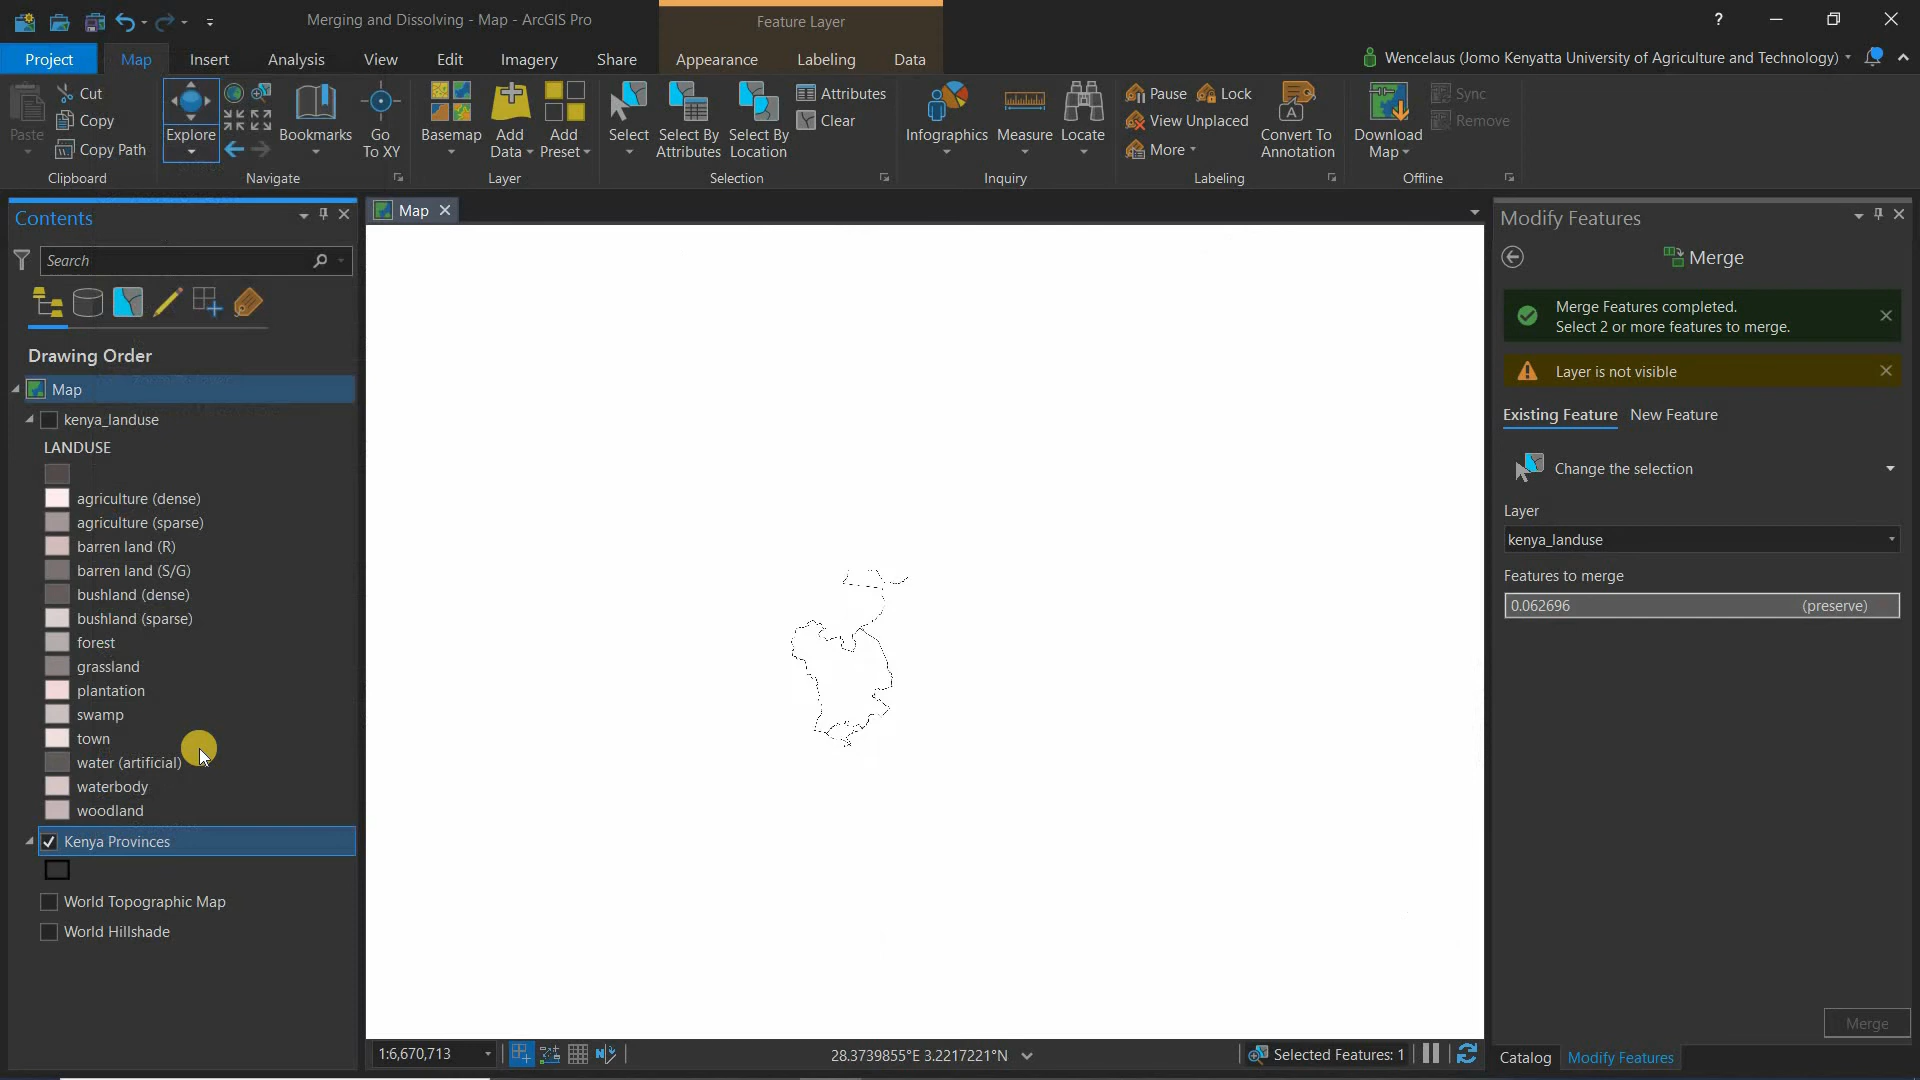 Merging and Dissolving - Map - ArcGIS Pro
Feature Layer
?
Project
Map
Insert
Analysis
View
Edit
Imagery
Share
Appearance
Labeling
Data
Wencelaus (Jomo Kenyatta University of Agriculture and Technology)
Paste
Cut
Copy
Copy Path
Clipboard
Explore
Bookmarks
Go
To XY
Navigate
Basemap
Add
Data
Add
Preset
Layer
Select
Select By
Attributes
Select By
Location
Attributes
Clear
Selection
Infographics
Measure
Locate
Inquiry
Pause
Lock
View Unplaced
More
Convert To
Annotation
Labeling
Download
Map
Sync
Remove
Offline
Contents
Search
Drawing Order
Map
kenya_landuse
LANDUSE
agriculture (dense)
agriculture (sparse)
barren land (R)
barren land (S/G)
bushland (dense)
bushland (sparse)
forest
grassland
plantation
swamp
town
water (artificial)
waterbody
woodland
Kenya Provinces
World Topographic Map
World Hillshade
Map
1:6,670,713
28.3739855°E 3.2217221°N
Selected Features: 1
Modify Features
Merge
Merge Features completed.
Select 2 or more features to merge.
Layer is not visible
Existing Feature
New Feature
Change the selection
Layer
kenya_landuse
Features to merge
0.062696 (preserve)
Merge
Catalog
Modify Features